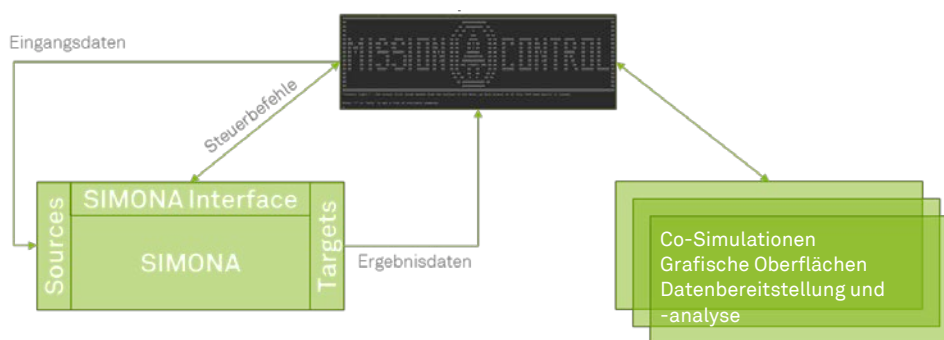 Eingangsdaten
MISSION CONTROL
Steuerbefehle
Sources
SIMONA Interface
SIMONA
Targets
Ergebnisdaten
Co-Simulationen
Grafische Oberflächen
Datenbereitstellung und
-analyse